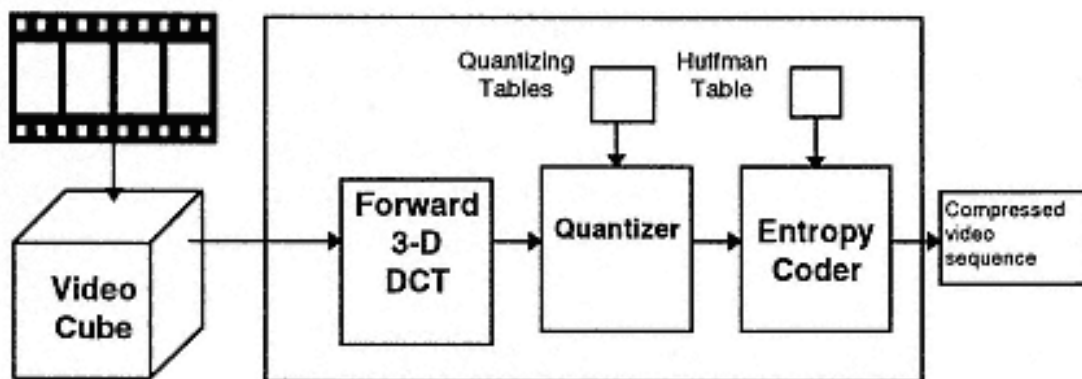 Quantizing
Tables
Huffman
Table
Forward
3-D
DCT
Quantizer
Entropy
Coder
Compressed
video
sequence
Video
Cube